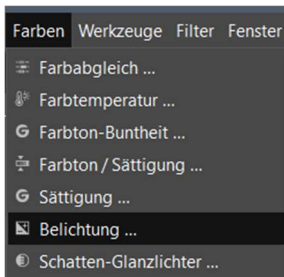 Farben Werkzeuge Filter Fenster
Farbabgleich ...
Farbtemperatur ...
Farbton-Buntheit ...
Farbton / Sättigung ...
Sättigung ...
Belichtung ...
Schatten-Glanzlichter ...